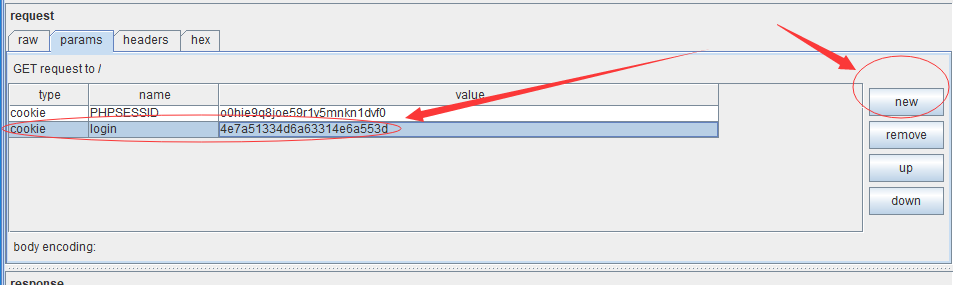 request
raw params headers hex
GET request to /
type name value
cookie PHPSESSID o0hie9q8joe59r1v5mnkn1dvf0
cookie login 4e7a51334d6a63314e6a553d
new
remove
up
down
body encoding:
response